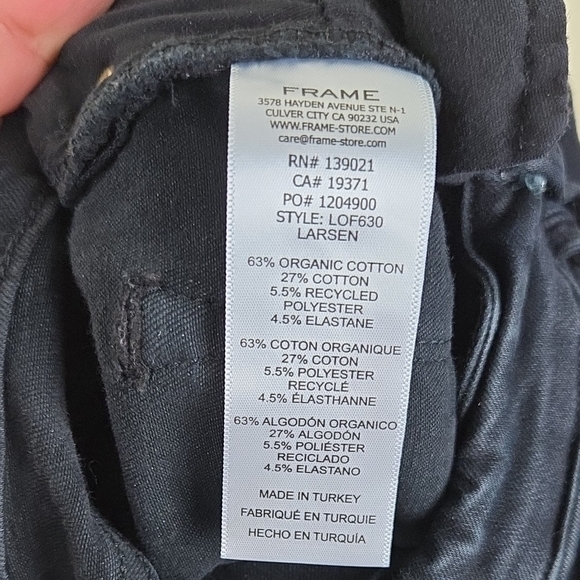 FRAME
3578 HAYDEN AVENUE STE N-1
CULVER CITY CA 90232 USA
WWW.FRAME-STORE.COM
care@frame-store.com
RN# 139021
CA# 19371
PO# 1204900
STYLE: LOF630
LARSEN
63% ORGANIC COTTON
27% COTTON
5.5% RECYCLED
POLYESTER
4.5% ELASTANE
63% COTON ORGANIQUE
27% COTON
5.5% POLYESTER
RECYCLÉ
4.5% ÉLASTHANNE
63% ALGODÓN ORGANICO
27% ALGODÓN
5.5% POLIÉSTER
RECICLADO
4.5% ELASTANO
MADE IN TURKEY
FABRIQUÉ EN TURQUIE
HECHO EN TURQUÍA